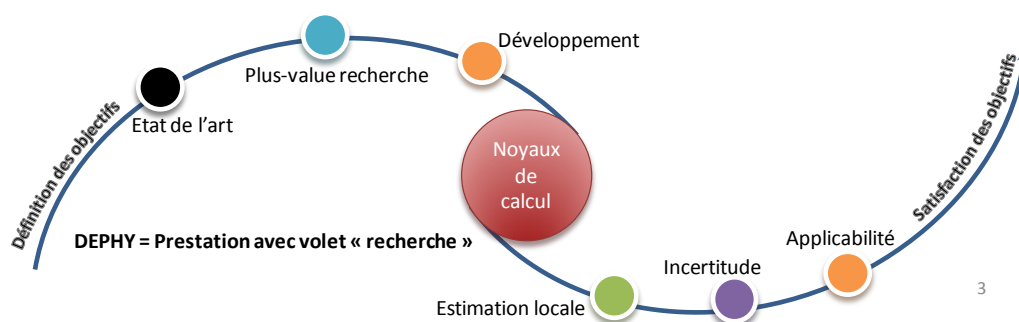 Définition des objectifs
Etat de l’art
Plus-value recherche
Développement
Noyaux
de
calcul
DEPHY = Prestation avec volet « recherche »
Estimation locale
Incertitude
Applicabilité
Satisfaction des objectifs
3